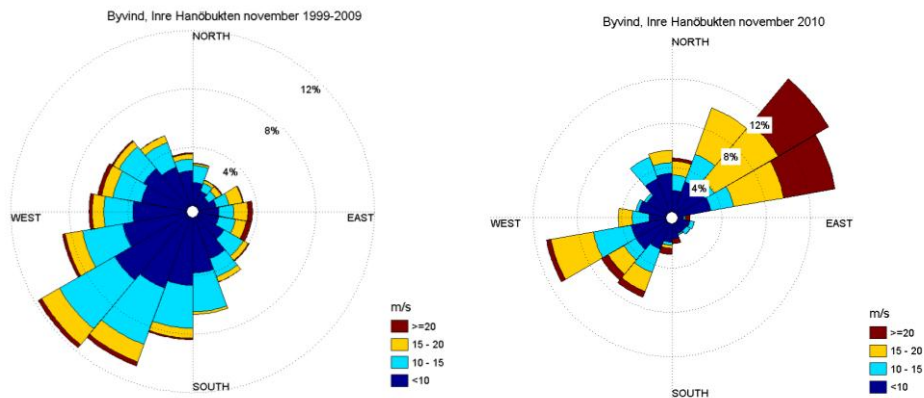 Byvind, Inre Hanöbukten november 1999-2009
NORTH
12%
8%
4%
WEST
EAST
SOUTH
m/s
>=20
15 - 20
10 - 15
<10
Byvind, Inre Hanöbukten november 2010
NORTH
12%
8%
4%
WEST
EAST
SOUTH
m/s
>=20
15 - 20
10 - 15
<10